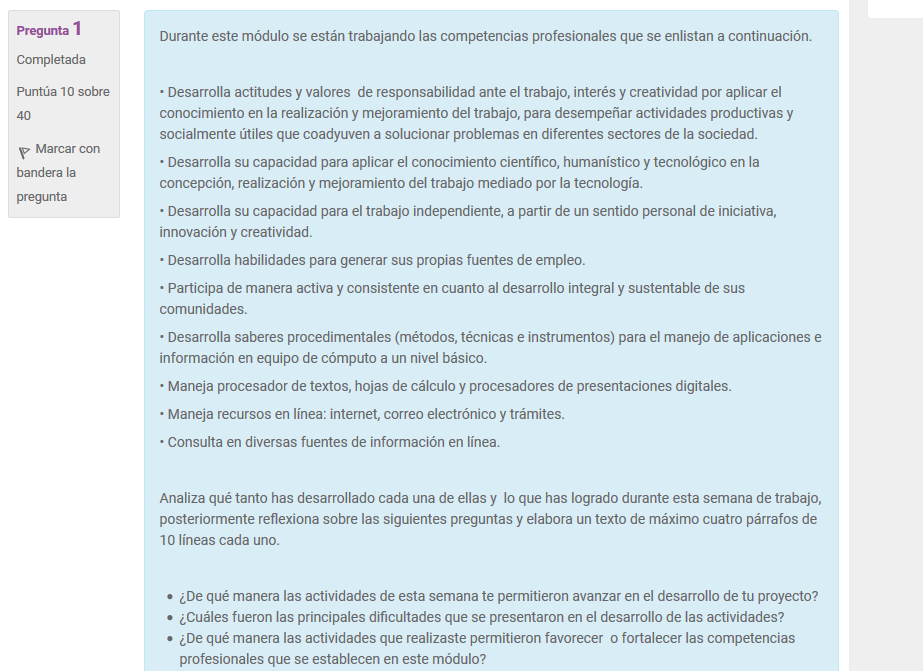 Pregunta 1
Completada
Puntúa 10 sobre
40
Marcar con
bandera la
pregunta
Durante este módulo se están trabajando las competencias profesionales que se enlistan a continuación.
• Desarrolla actitudes y valores de responsabilidad ante el trabajo, interés y creatividad por aplicar el
conocimiento en la realización y mejoramiento del trabajo, para desempeñar actividades productivas y
socialmente útiles que coadyuven a solucionar problemas en diferentes sectores de la sociedad.
• Desarrolla su capacidad para aplicar el conocimiento científico, humanístico y tecnológico en la
concepción, realización y mejoramiento del trabajo mediado por la tecnología.
• Desarrolla su capacidad para el trabajo independiente, a partir de un sentido personal de iniciativa,
innovación y creatividad.
• Desarrolla habilidades para generar sus propias fuentes de empleo.
• Participa de manera activa y consistente en cuanto al desarrollo integral y sustentable de sus
comunidades.
• Desarrolla saberes procedimentales (métodos, técnicas e instrumentos) para el manejo de aplicaciones e
información en equipo de cómputo a un nivel básico.
• Maneja procesador de textos, hojas de cálculo y procesadores de presentaciones digitales.
• Maneja recursos en línea: internet, correo electrónico y trámites.
• Consulta en diversas fuentes de información en línea.
Analiza qué tanto has desarrollado cada una de ellas y lo que has logrado durante esta semana de trabajo,
posteriormente reflexiona sobre las siguientes preguntas y elabora un texto de máximo cuatro párrafos de
10 líneas cada uno.
• ¿De qué manera las actividades de esta semana te permitieron avanzar en el desarrollo de tu proyecto?
• ¿Cuáles fueron las principales dificultades que se presentaron en el desarrollo de las actividades?
• ¿De qué manera las actividades que realizaste permitieron favorecer o fortalecer las competencias
profesionales que se establecen en este módulo?